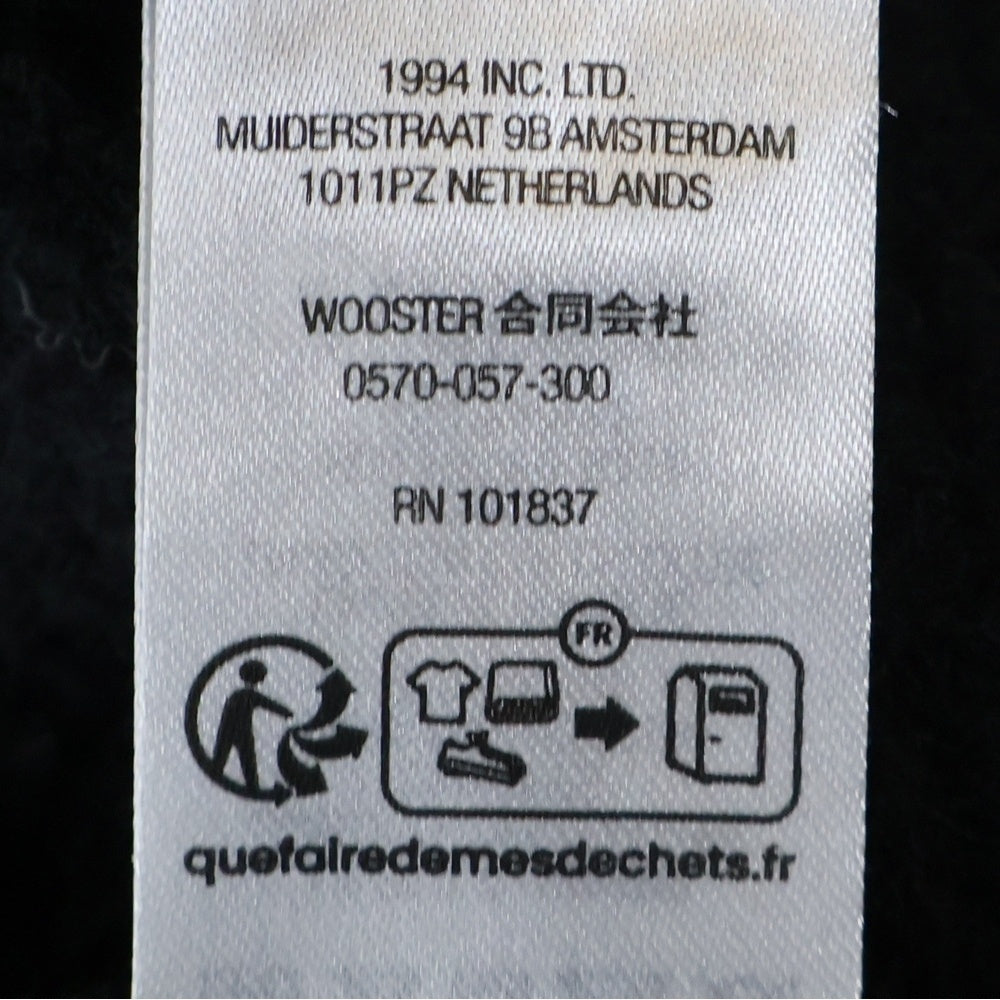 1994 INC. LTD.
MUIDERSTRAAT 9B AMSTERDAM
1011PZ NETHERLANDS
WOOSTER 合同会社
0570-057-300
RN 101837
FR
quefairedemesdechets.fr